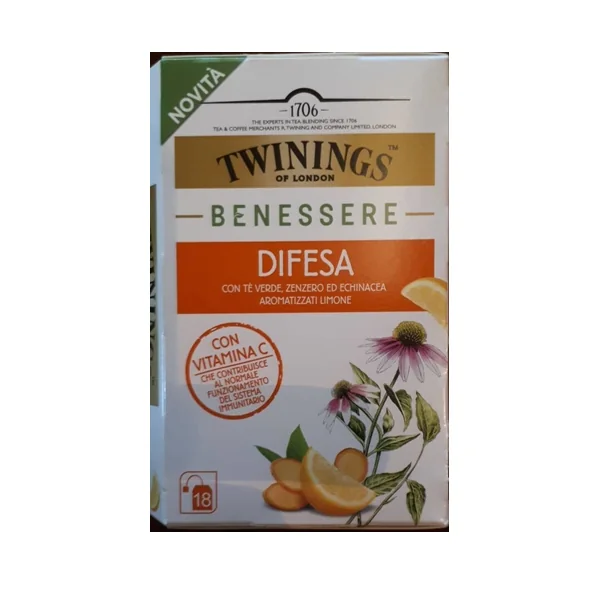 NOVITÀ
1706
THE EXPERTS IN TEA BLENDING SINCE 1706
TEA & COFFEE MERCHANTS R. TWINING AND COMPANY LIMITED. LONDON
TWININGS™
OF LONDON
BENESSERE
DIFESA
CON TÈ VERDE, ZENZERO ED ECHINACEA
AROMATIZZATI LIMONE
CON
VITAMINA C
CHE CONTRIBUISCE
AL NORMALE
FUNZIONAMENTO
DEL SISTEMA
IMMUNITARIO
18